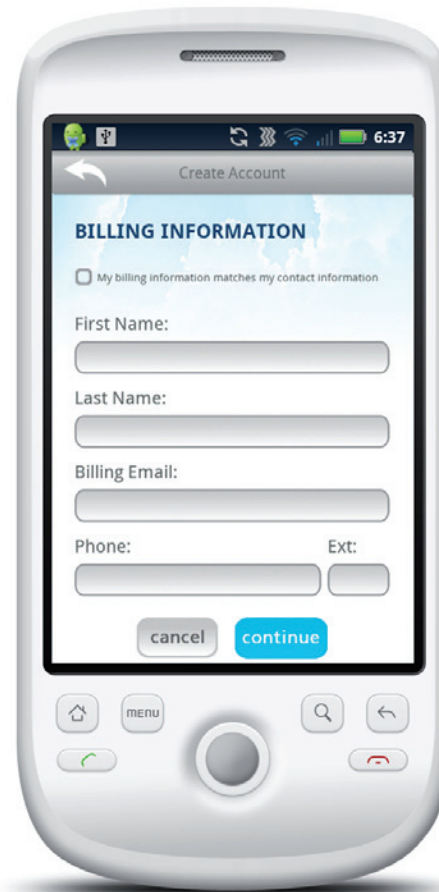 6:37
Create Account
BILLING INFORMATION
My billing information matches my contact information
First Name:
Last Name:
Billing Email:
Phone: Ext:
cancel continue
MENU